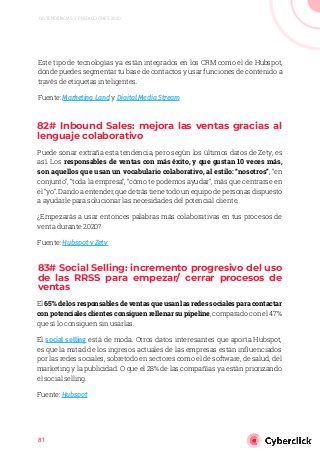 Este tipo de tecnologías ya están integrados en los CRM como el de Hubspot,
donde puedes segmentar tu base de contactos y usar funciones de contenido a
través de etiquetas inteligentes.
Fuente: Marketing Land y Digital Media Stream
82# Inbound Sales: mejora las ventas gracias al
lenguaje colaborativo
Puede sonar extraña esta tendencia, pero según los últimos datos de Zety, es
así. Los responsables de ventas con más éxito, y que gustan 10 veces más,
son aquellos que usan un vocabulario colaborativo, al estilo: "nosotros", "en
conjunto", "toda la empresa", "cómo te podemos ayudar", más que centrarse en
el "yo". Dando a entender, que detrás tiene todo un equipo de personas dispuesto
a ayudarle para solucionar las necesidades del potencial cliente.
¿Empezarás a usar entonces palabras más colaborativas en tus procesos de
venta durante 2020?
Fuente: Hubspot y Zety
83# Social Selling: incremento progresivo del uso
de las RRSS para empezar/ cerrar procesos de
ventas
El 65% de los responsables de ventas que usan las redes sociales para contactar
con potenciales clientes consiguen rellenar su pipeline, comparado con el 47%
que sí lo consiguen sin usarlas.
El social selling está de moda. Otros datos interesantes que aporta Hubspot,
es que la mitad de los ingresos actuales de las empresas están influenciados
por las redes sociales, sobretodo en sectores como el de software, de salud, del
marketing y la publicidad. O que el 28% de las compañías ya están priorizando
el social selling.
Fuente: Hubspot
81
Cyberclick